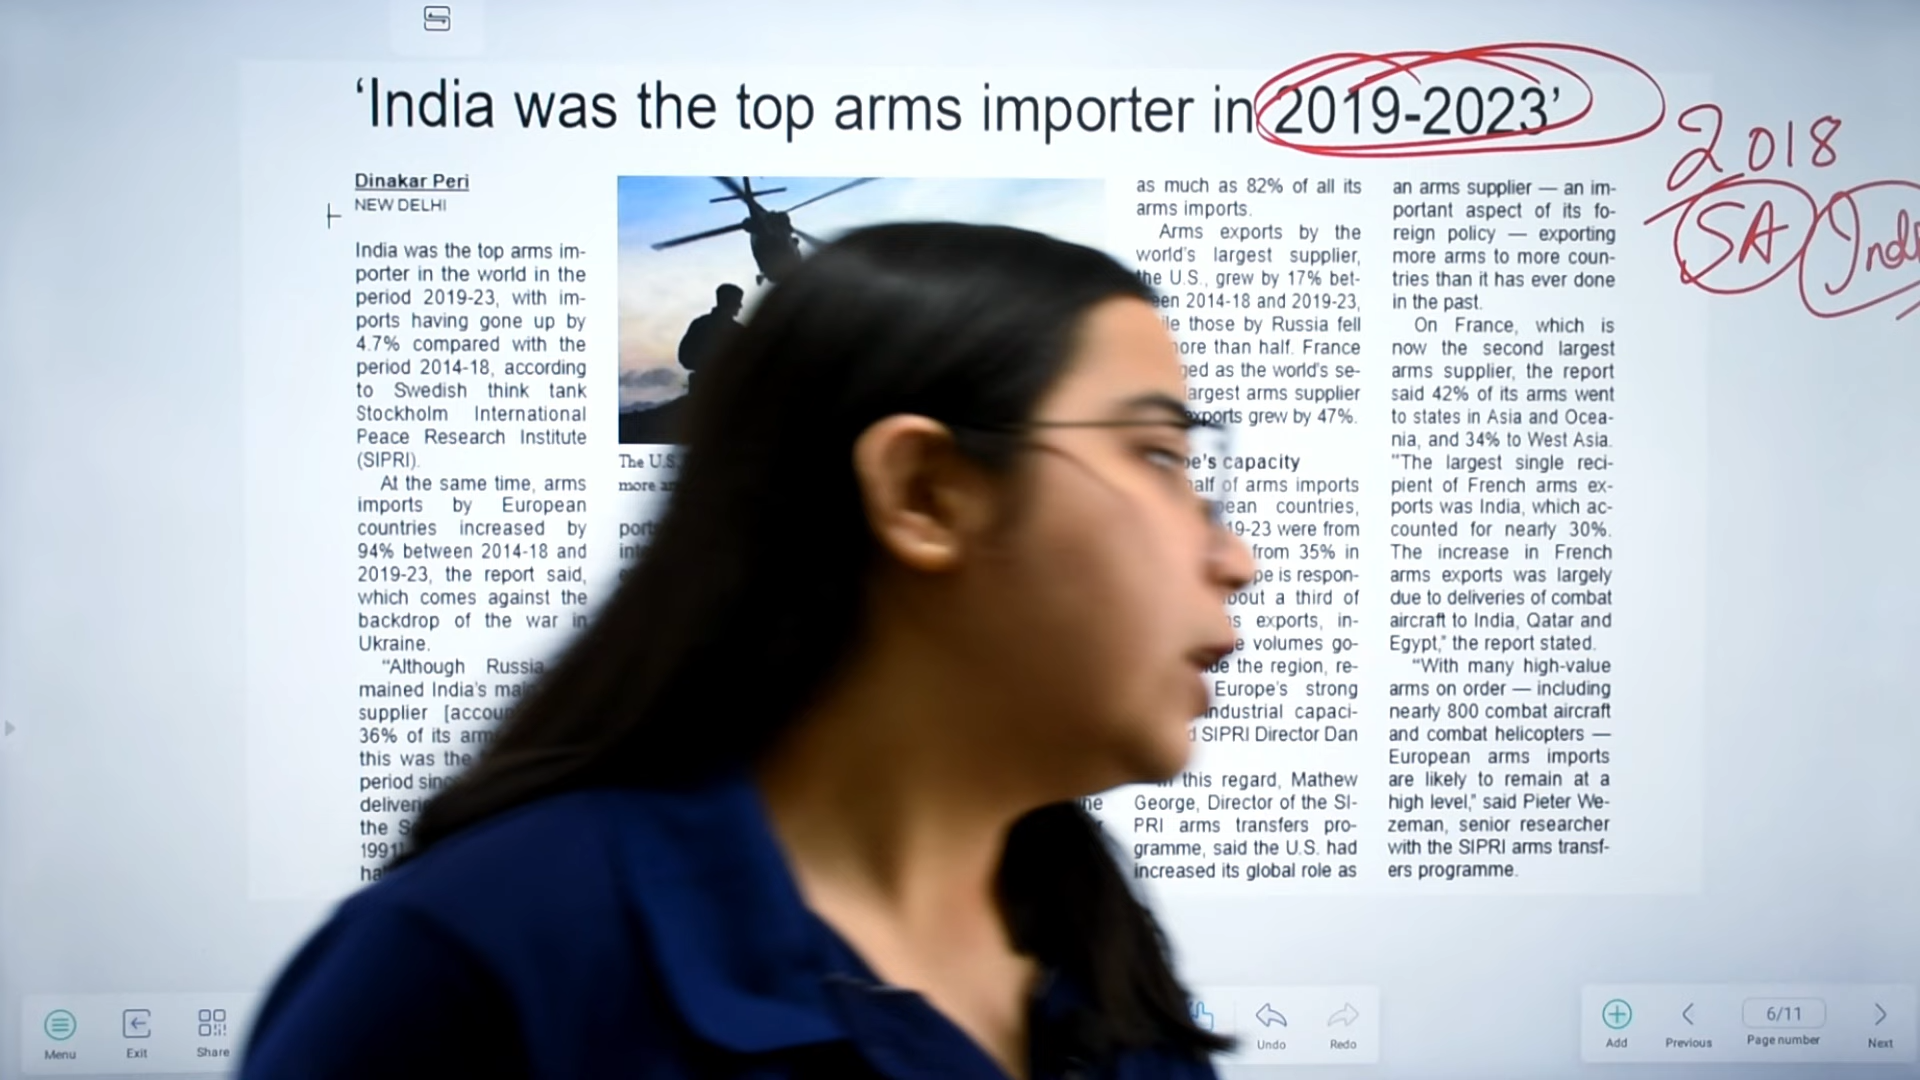 ‘India was the top arms importer in 2019-2023’
2018
SA Indi
Dinakar Peri
NEW DELHI
India was the top arms im-
porter in the world in the
period 2019-23, with im-
ports having gone up by
4.7% compared with the
period 2014-18, according
to Swedish think tank
Stockholm International
Peace Research Institute
(SIPRI).
At the same time, arms
imports by European
countries increased by
94% between 2014-18 and
2019-23, the report said,
which comes against the
backdrop of the war in
Ukraine.
“Although Russia
mained India's
supplier
36% of its
this was the
period
the
1991]
The U.S.
more
as much as 82% of all its
arms imports.
Arms exports by the
world's largest supplier,
the U.S., grew by 17% bet-
een 2014-18 and 2019-23,
those by Russia fell
ore than half. France
ged as the world's se-
argest arms supplier
exports grew by 47%.
e's capacity
alf of arms imports
pean countries,
19-23 were from
from 35% in
pe is respon-
bout a third of
exports, in-
volumes go-
the region, re-
Europe's strong
industrial capaci-
SIPRI Director Dan
this regard, Mathew
George, Director of the SI-
PRI arms transfers pro-
gramme, said the U.S. had
increased its global role as
an arms supplier — an im-
portant aspect of its fo-
reign policy — exporting
more arms to more coun-
tries than it has ever done
in the past.
On France, which is
now the second largest
arms supplier, the report
said 42% of its arms went
to states in Asia and Ocea-
nia, and 34% to West Asia.
"The largest single reci-
pient of French arms ex-
ports was India, which ac-
counted for nearly 30%.
The increase in French
arms exports was largely
due to deliveries of combat
aircraft to India, Qatar and
Egypt," the report stated.
“With many high-value
arms on order — including
nearly 800 combat aircraft
and combat helicopters —
European arms imports
are likely to remain at a
high level,” said Pieter We-
zeman, senior researcher
with the SIPRI arms transf-
ers programme.
Menu Exit Share Undo Redo Add Previous 6/11 Page number Next